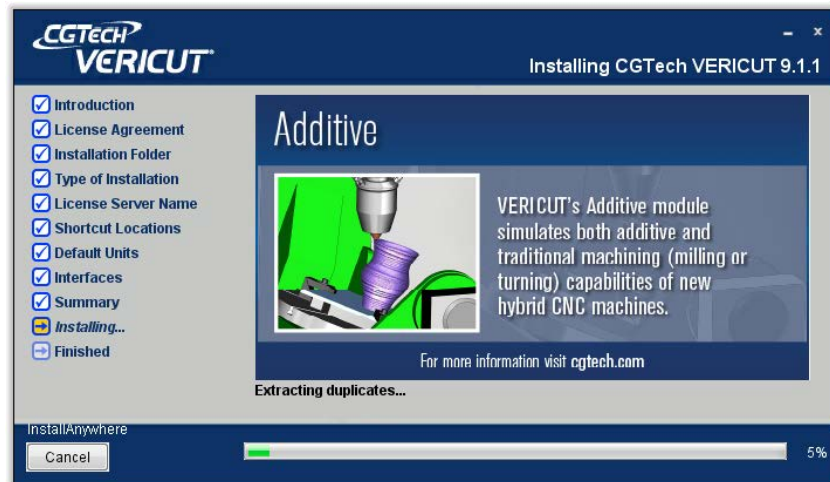 CGTECH
VERICUT®
Installing CGTech VERICUT 9.1.1
Introduction
License Agreement
Installation Folder
Type of Installation
License Server Name
Shortcut Locations
Default Units
Interfaces
Summary
Installing...
Finished
Additive
VERICUT's Additive module
simulates both additive and
traditional machining (milling or
turning) capabilities of new
hybrid CNC machines.
For more information visit cgtech.com
Extracting duplicates...
InstallAnywhere
Cancel
5%